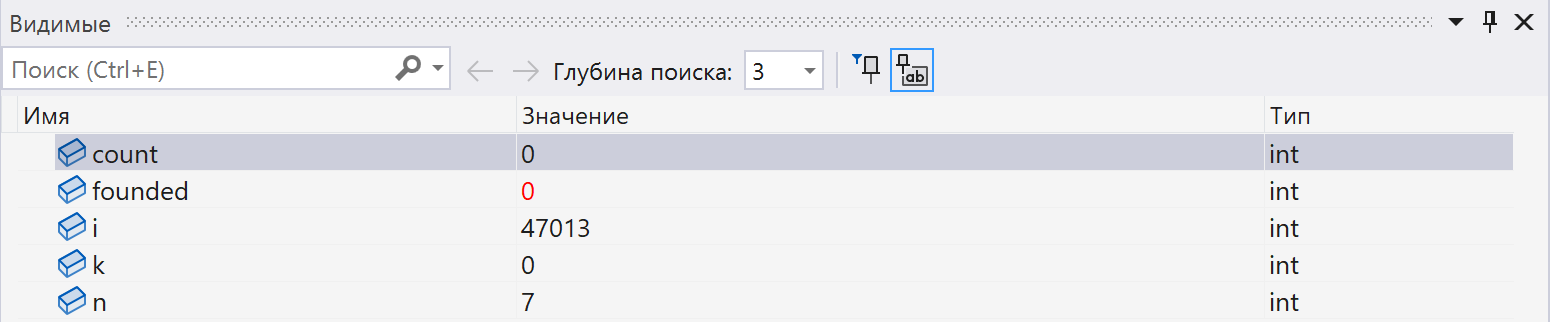 Видимые
Поиск (Ctrl+E) Глубина поиска: 3 ab
Имя Значение Тип
count 0 int
founded 0 int
i 47013 int
k 0 int
n 7 int